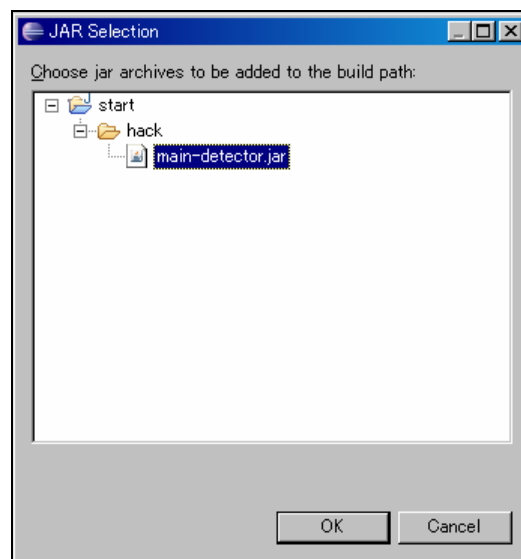 JAR Selection
Choose jar archives to be added to the build path:
start
hack
main-detector.jar
OK
Cancel